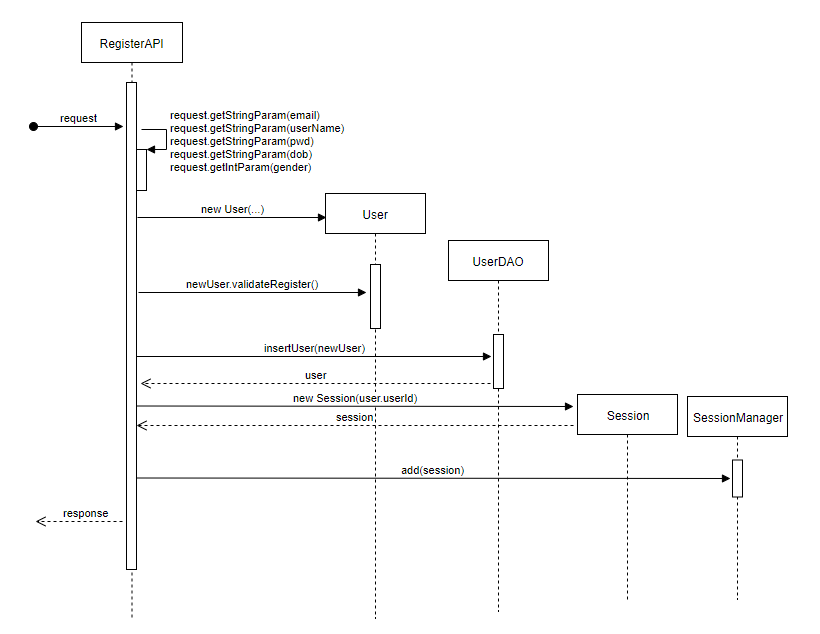 RegisterAPI
request
request.getStringParam(email)
request.getStringParam(userName)
request.getStringParam(pwd)
request.getStringParam(dob)
request.getIntParam(gender)
new User(...)
User
UserDAO
newUser.validateRegister()
insertUser(newUser)
user
new Session(user.userId)
session
Session
SessionManager
add(session)
response